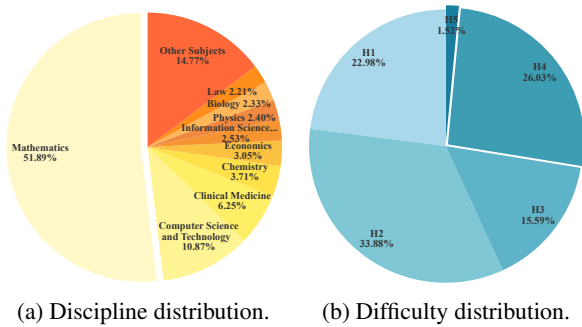 Other Subjects
14.77%
Law 2.21%
Biology 2.33%
Physics 2.40%
Information Science...
2.53%
Economics
3.05%
Chemistry
3.71%
Clinical Medicine
6.25%
Computer Science
and Technology
10.87%
Mathematics
51.89%
(a) Discipline distribution.
H5
1.52%
H1
22.98%
H4
26.03%
H3
15.59%
H2
33.88%
(b) Difficulty distribution.